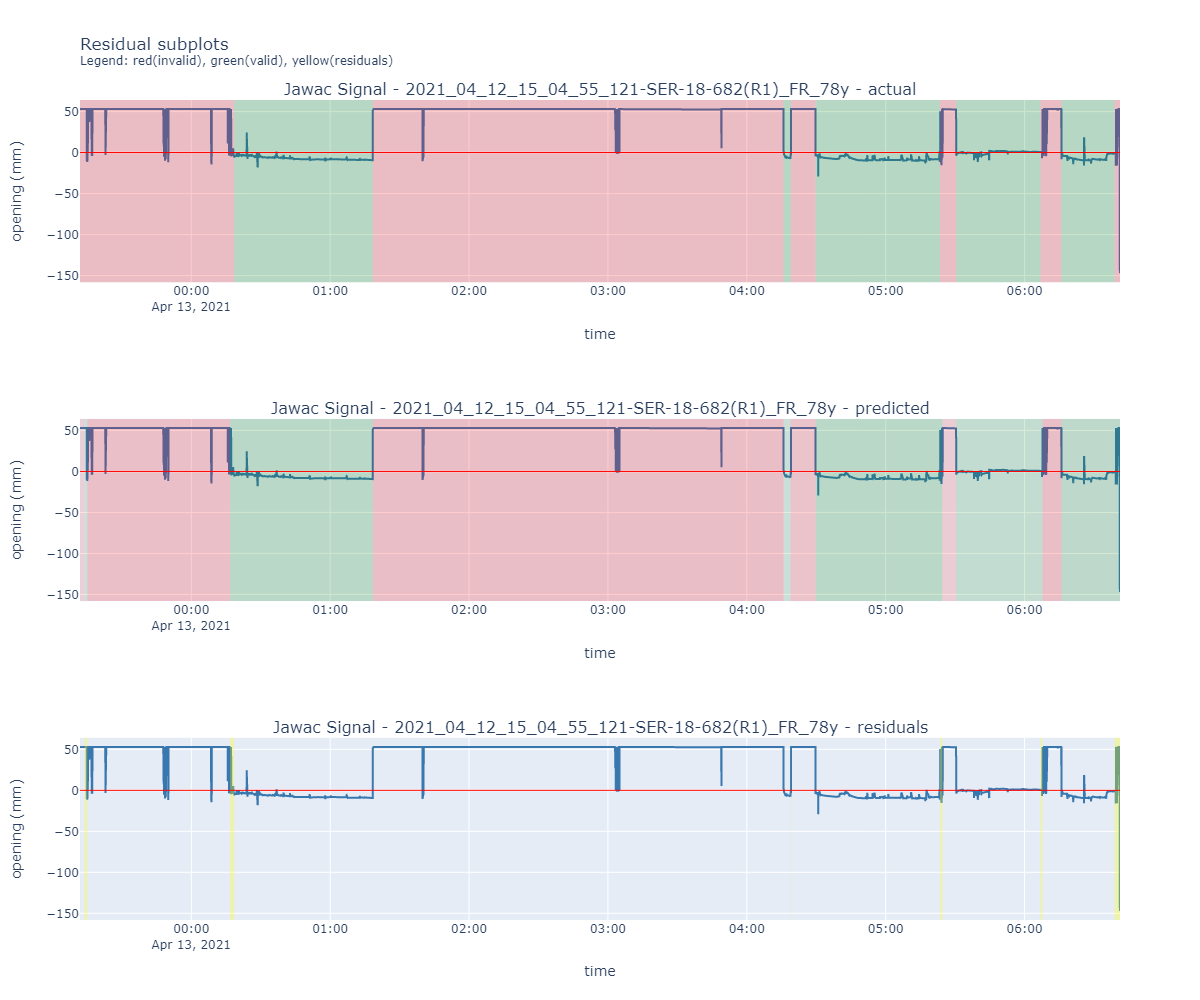 Residual subplots
Legend: red(invalid), green(valid), yellow(residuals)
Jawac Signal - 2021_04_12_15_04_55_121-SER-18-682(R1)_FR_78y - actual
50
0
−50
−100
−150
opening (mm)
00:00 01:00 02:00 03:00 04:00 05:00 06:00
Apr 13, 2021
time
Jawac Signal - 2021_04_12_15_04_55_121-SER-18-682(R1)_FR_78y - predicted
50
0
−50
−100
−150
opening (mm)
00:00 01:00 02:00 03:00 04:00 05:00 06:00
Apr 13, 2021
time
Jawac Signal - 2021_04_12_15_04_55_121-SER-18-682(R1)_FR_78y - residuals
50
0
−50
−100
−150
opening (mm)
00:00 01:00 02:00 03:00 04:00 05:00 06:00
Apr 13, 2021
time